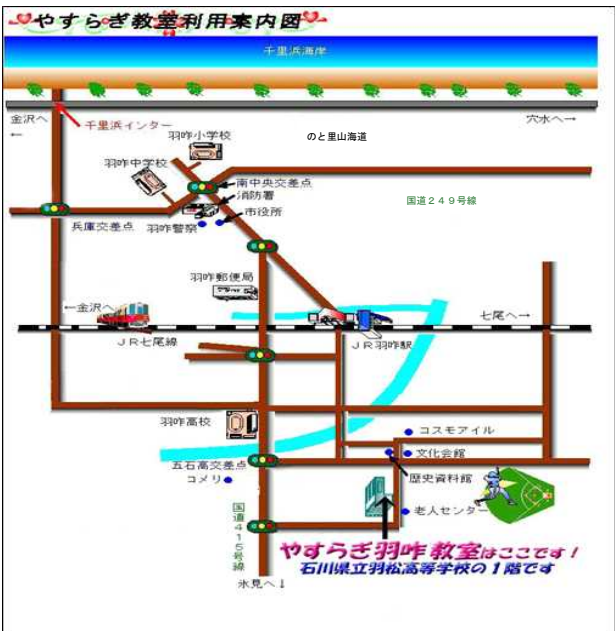 やすらぎ教室利用案内図
千里浜海岸
金沢へ
←
千里浜インター
穴水へ→
のと里山海道
羽咋小学校
羽咋中学校
南中央交差点
消防署
市役所
国道249号線
兵庫交差点
羽咋警察
羽咋郵便局
←金沢へ
七尾へ→
JR七尾線
JR羽咋駅
羽咋高校
コスモアイル
文化会館
五石高交差点
歴史資料館
コメリ
老人センター
国道415号線
やすらぎ羽咋教室はここです!
石川県立羽松高等学校の1階です
氷見へ↓